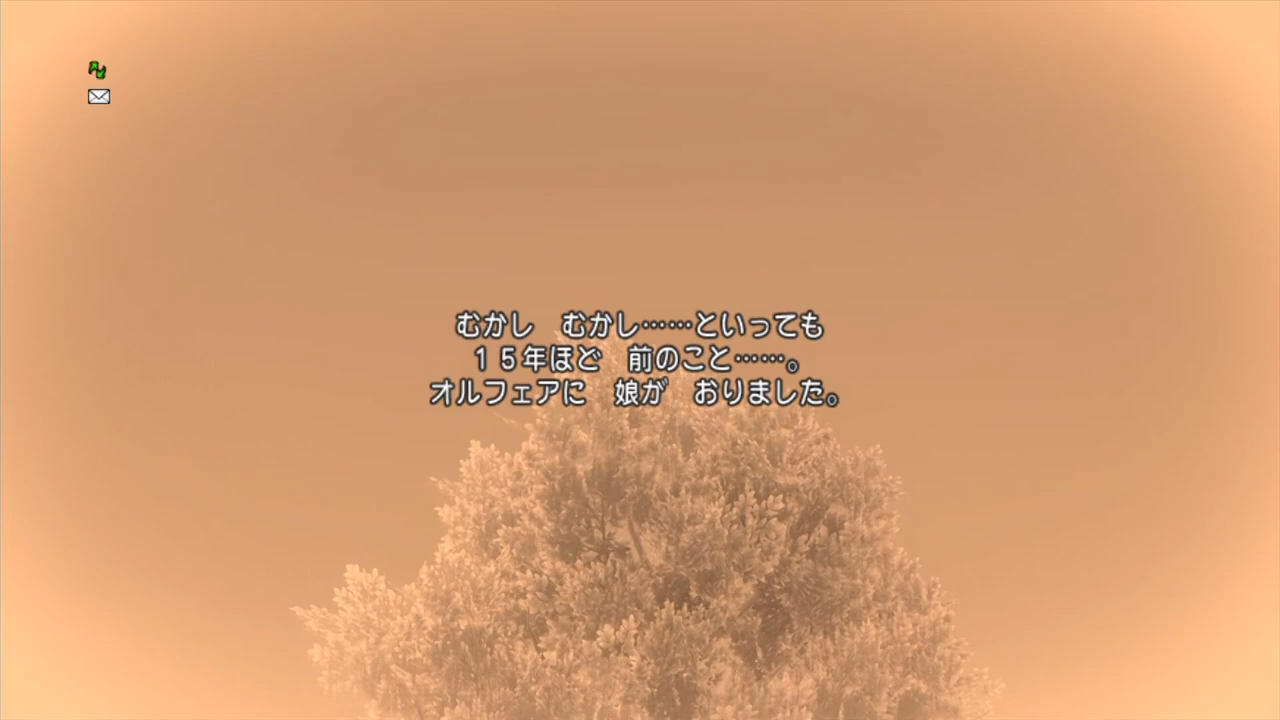 むかし　むかし……といっても
１５年ほど　前のこと……。
オルフェアに　娘が　おりました。